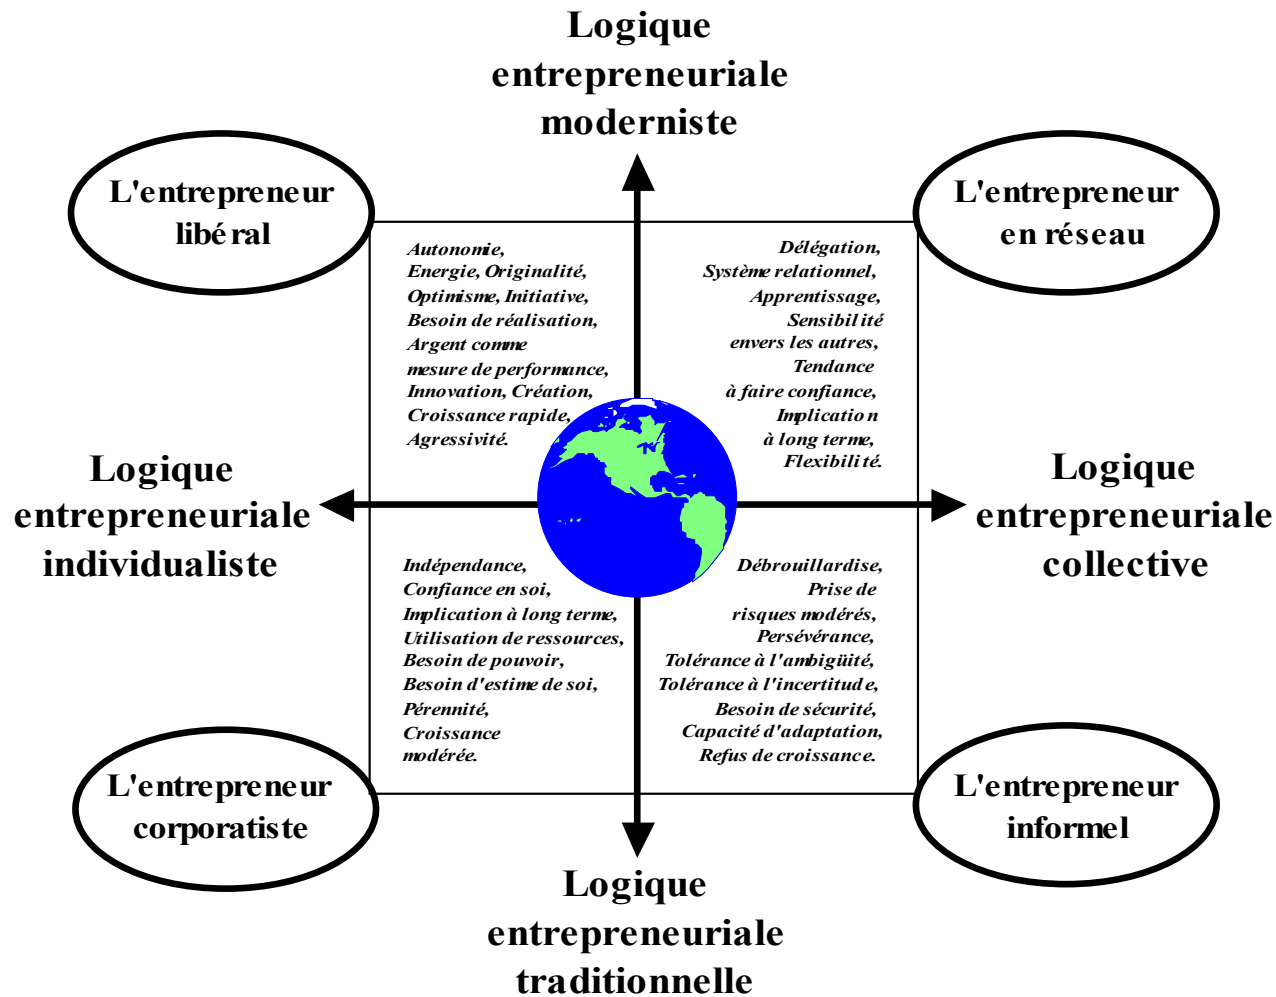 Logique
entrepreneuriale
moderniste
L'entrepreneur
libéral
L'entrepreneur
en réseau
Autonomie,
Energie, Originalité,
Optimisme, Initiative,
Besoin de réalisation,
Argent comme
mesure de performance,
Innovation, Création,
Croissance rapide,
Agressivité.
Délégation,
Système relationnel,
Apprentissage,
Sensibilité
envers les autres,
Tendance
à faire confiance,
Implication
à long terme,
Flexibilité.
Logique
entrepreneuriale
individualiste
Logique
entrepreneuriale
collective
Indépendance,
Confiance en soi,
Implication à long terme,
Utilisation de ressources,
Besoin de pouvoir,
Besoin d'estime de soi,
Pérennité,
Croissance
modérée.
Débrouillardise,
Prise de
risques modérés,
Persévérance,
Tolérance à l'ambigüité,
Tolérance à l'incertitude,
Besoin de sécurité,
Capacité d'adaptation,
Refus de croissance.
L'entrepreneur
corporatiste
L'entrepreneur
informel
Logique
entrepreneuriale
traditionnelle